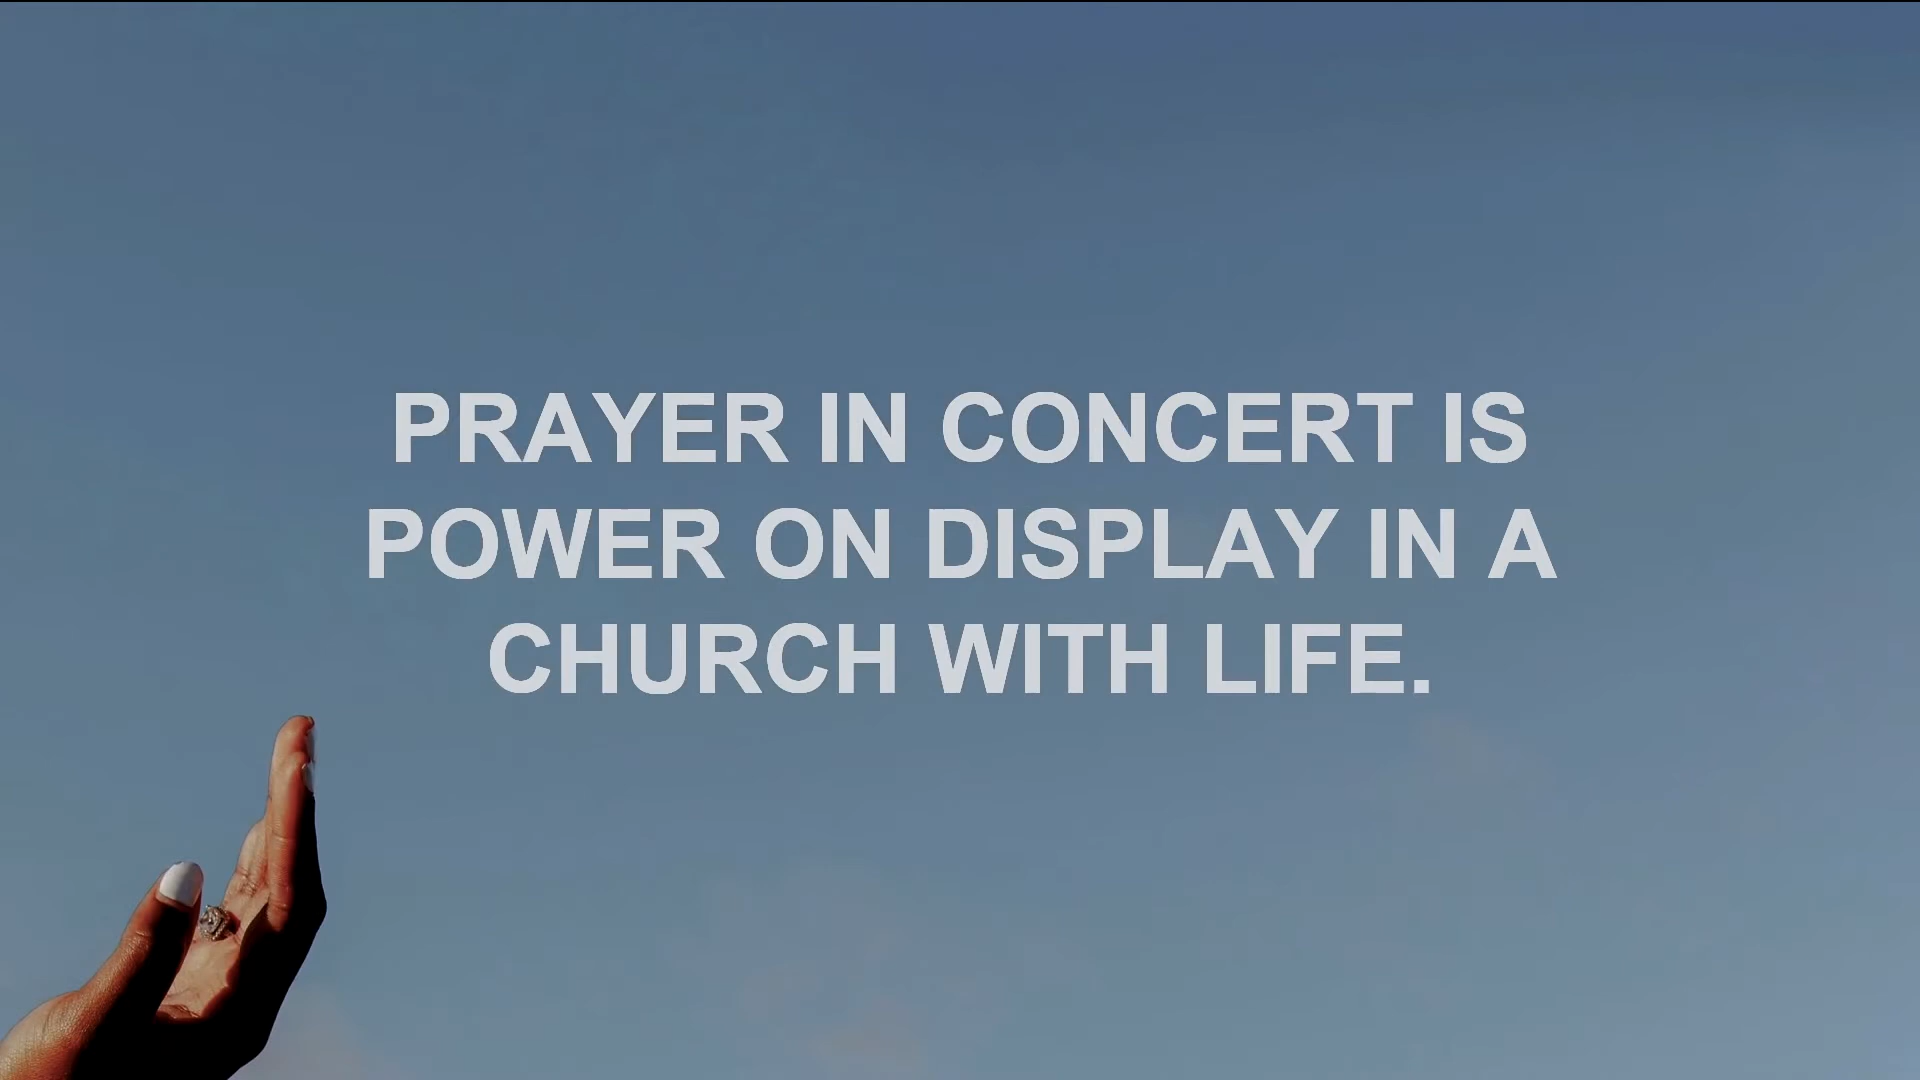 PRAYER IN CONCERT IS
POWER ON DISPLAY IN A
CHURCH WITH LIFE.